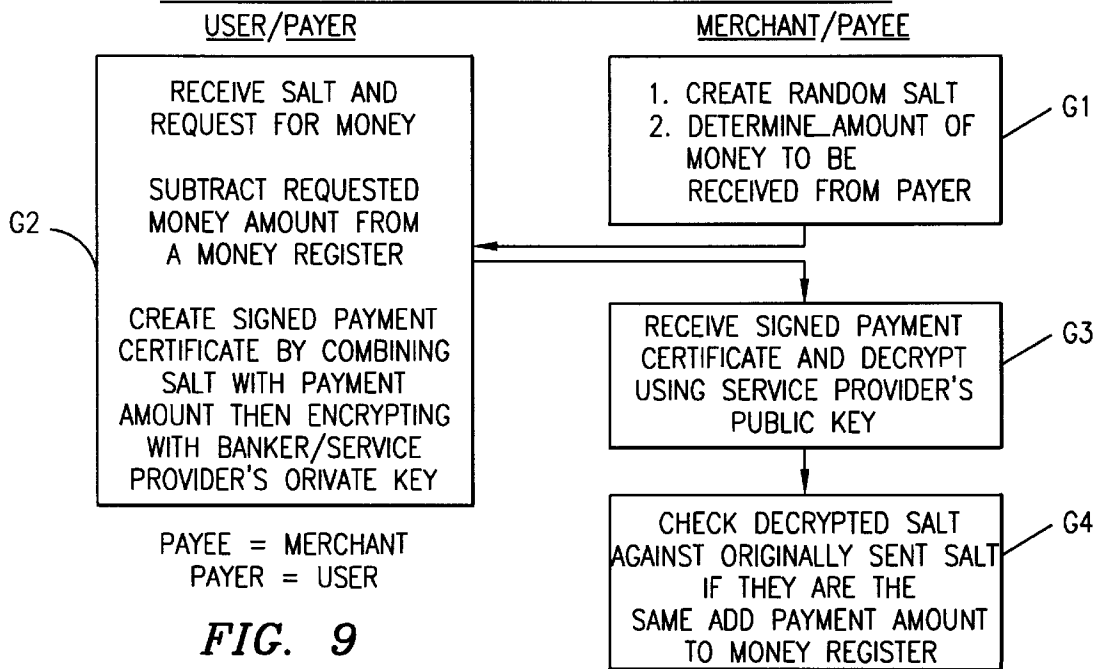 USER/PAYER
RECEIVE SALT AND
REQUEST FOR MONEY
SUBTRACT REQUESTED
MONEY AMOUNT FROM
A MONEY REGISTER
CREATE SIGNED PAYMENT
CERTIFICATE BY COMBINING
SALT WITH PAYMENT
AMOUNT THEN ENCRYPTING
WITH BANKER/SERVICE
PROVIDER'S ORIVATE KEY
G2
MERCHANT/PAYEE
1. CREATE RANDOM SALT
2. DETERMINE AMOUNT OF
MONEY TO BE
RECEIVED FROM PAYER
G1
RECEIVE SIGNED PAYMENT
CERTIFICATE AND DECRYPT
USING SERVICE PROVIDER'S
PUBLIC KEY
G3
CHECK DECRYPTED SALT
AGAINST ORIGINALLY SENT SALT
IF THEY ARE THE
SAME ADD PAYMENT AMOUNT
TO MONEY REGISTER
G4
PAYEE = MERCHANT
PAYER = USER
FIG. 9